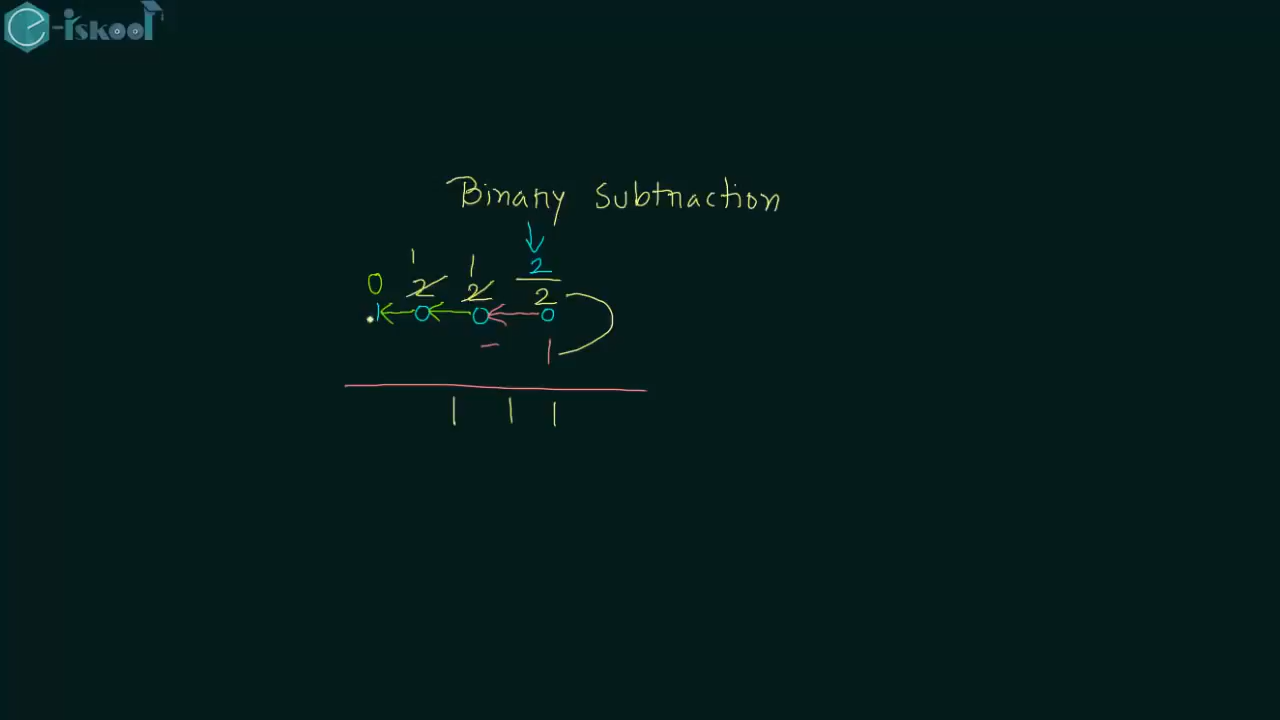 e-iskool
Binary Subtraction
2
1 1
0 2 2 2
1 0 0 0
- 1
1 1 1